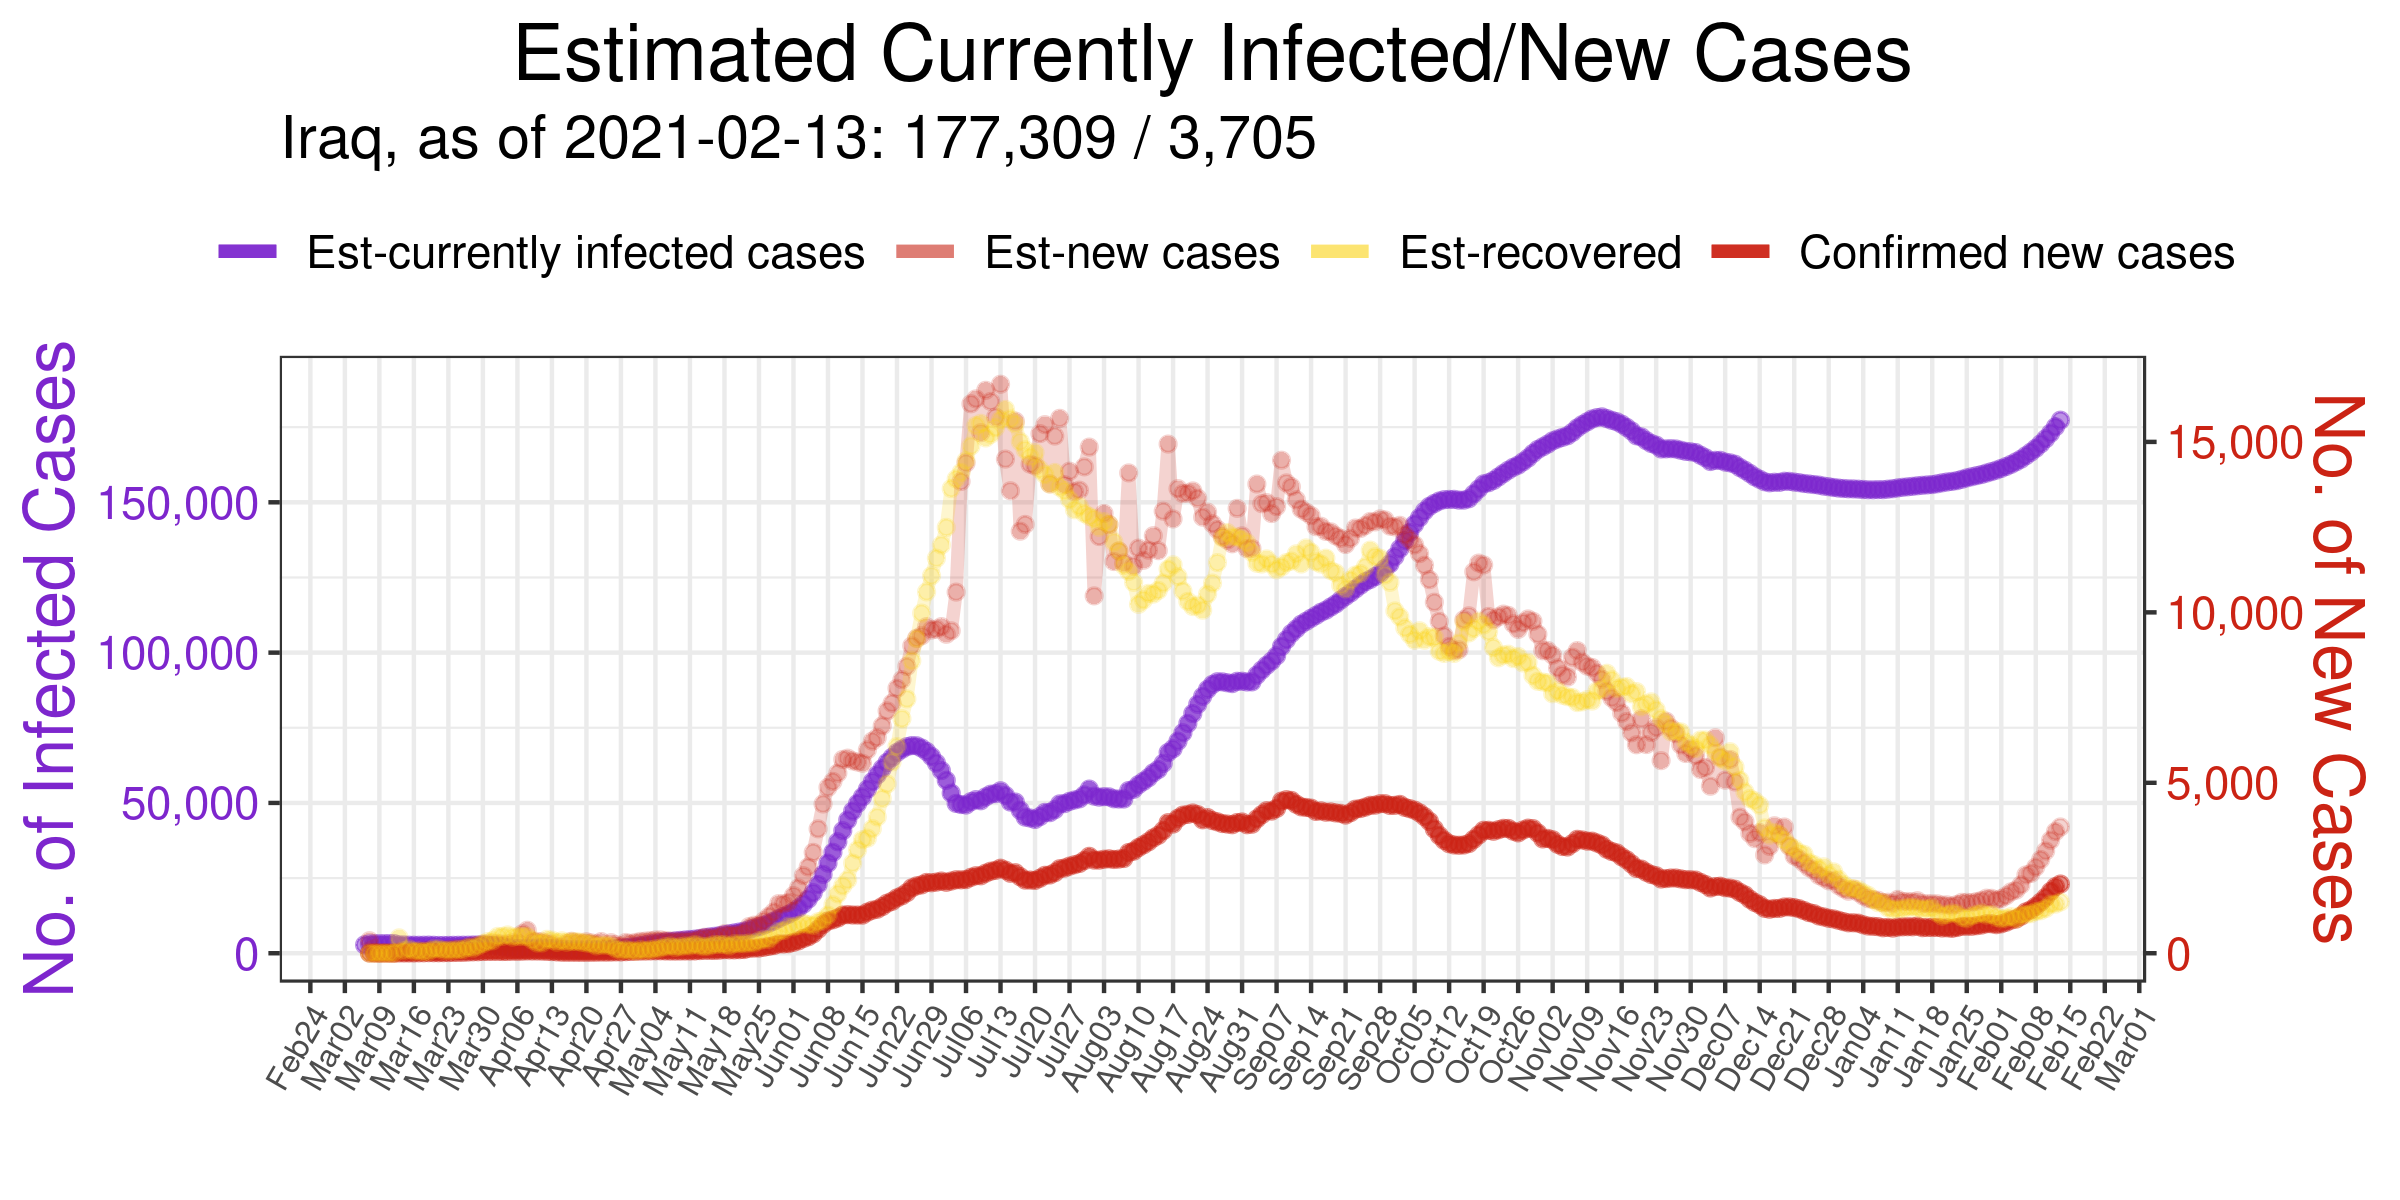 Estimated Currently Infected/New Cases
Iraq, as of 2021-02-13: 177,309 / 3,705
Est-currently infected cases Est-new cases Est-recovered Confirmed new cases
No. of Infected Cases
150,000
100,000
50,000
0
15,000
10,000
5,000
0
No. of New Cases
Feb24 Mar02 Mar09 Mar16 Mar23 Mar30 Apr06 Apr13 Apr20 Apr27 May04 May11 May18 May25 Jun01 Jun08 Jun15 Jun22 Jun29 Jul06 Jul13 Jul20 Jul27 Aug03 Aug10 Aug17 Aug24 Aug31 Sep07 Sep14 Sep21 Sep28 Oct05 Oct12 Oct19 Oct26 Nov02 Nov09 Nov16 Nov23 Nov30 Dec07 Dec14 Dec21 Dec28 Jan04 Jan11 Jan18 Jan25 Feb01 Feb08 Feb15 Feb22 Mar01